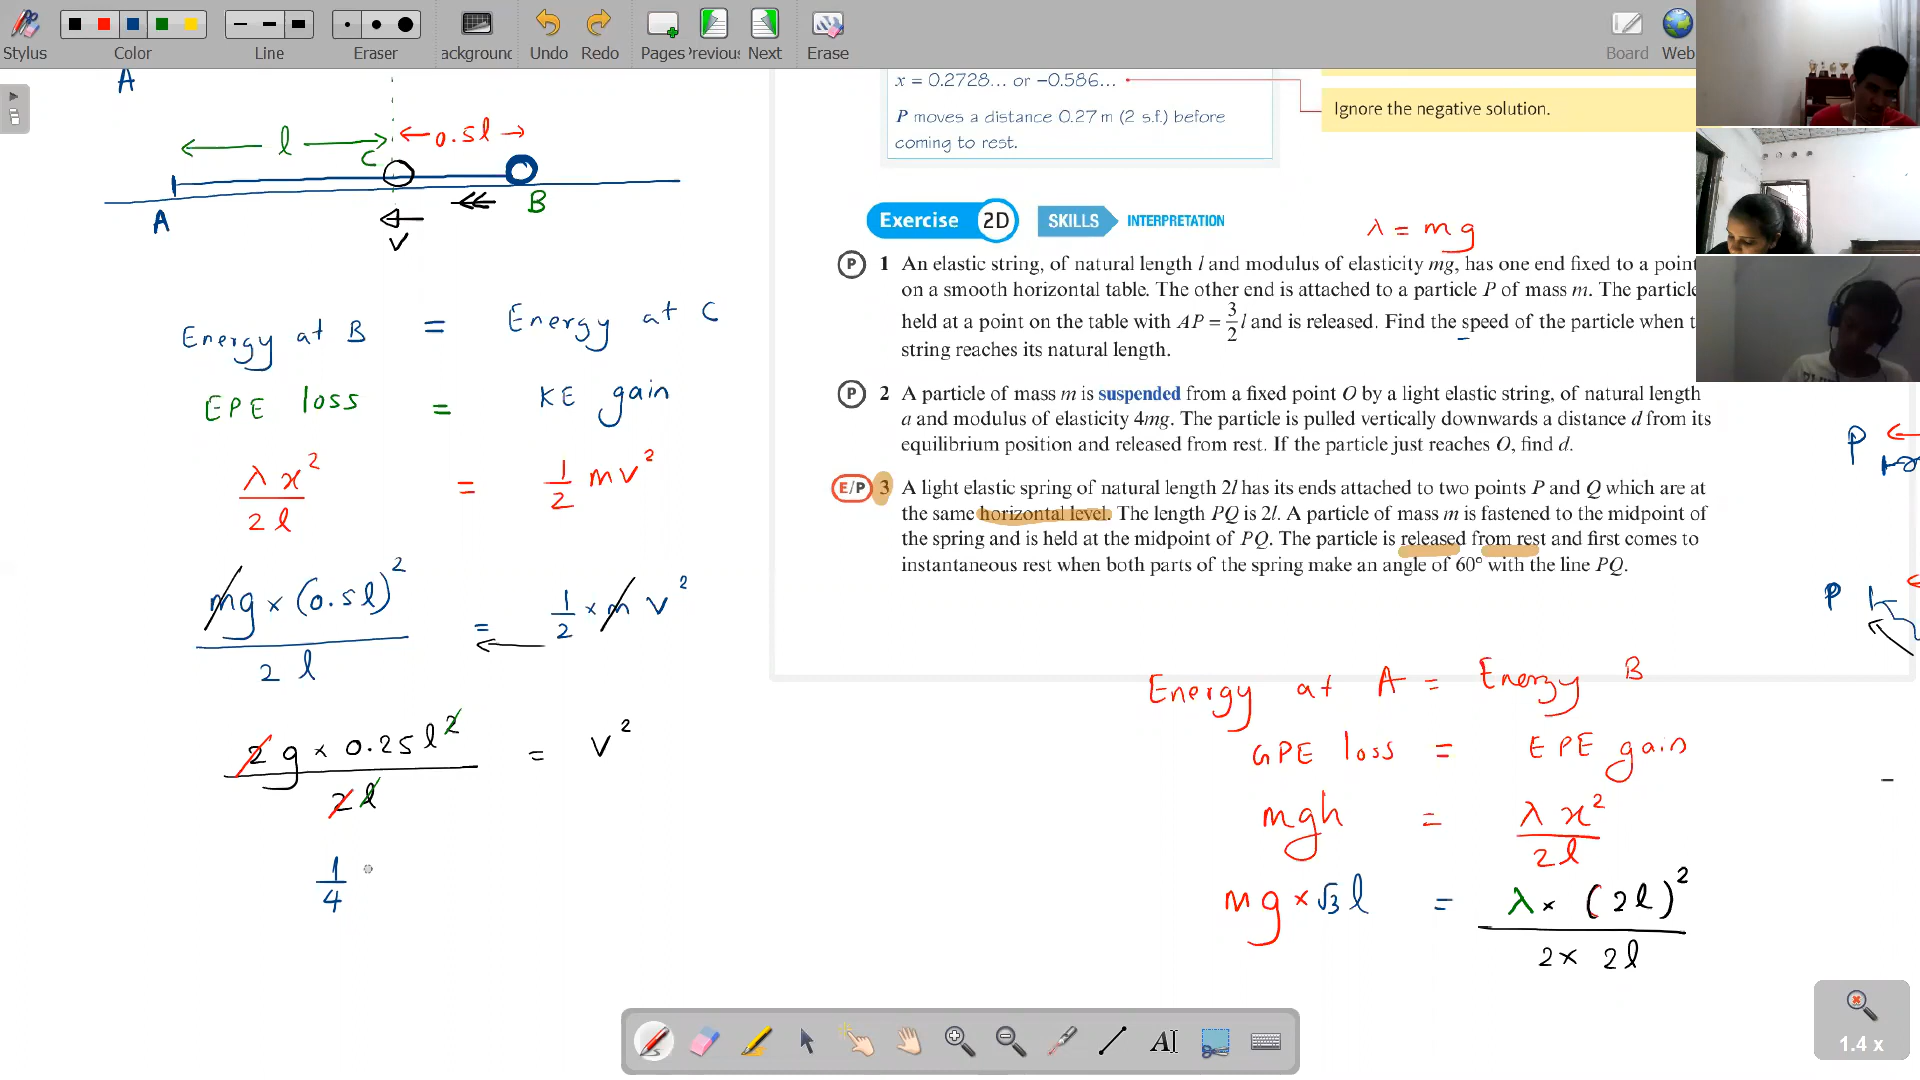 Stylus Color Line Eraser ackground Undo Redo Pages Previous Next Erase Board Web
A
l 0.5l
C
A B
v
Energy at B = Energy at C
EPE loss = KE gain
λx² / 2l = 1/2 mv²
mg × (0.5l)² / 2l = 1/2 × m v²
2g × 0.25l² / 2l = v²
1/4
x = 0.2728… or −0.586…
P moves a distance 0.27 m (2 s.f.) before
coming to rest.
Ignore the negative solution.
Exercise 2D SKILLS INTERPRETATION
λ = mg
P 1 An elastic string, of natural length l and modulus of elasticity mg, has one end fixed to a point
on a smooth horizontal table. The other end is attached to a particle P of mass m. The particle
held at a point on the table with AP = 3/2 l and is released. Find the speed of the particle when t
string reaches its natural length.
P 2 A particle of mass m is suspended from a fixed point O by a light elastic string, of natural length
a and modulus of elasticity 4mg. The particle is pulled vertically downwards a distance d from its
equilibrium position and released from rest. If the particle just reaches O, find d.
E/P 3 A light elastic spring of natural length 2l has its ends attached to two points P and Q which are at
the same horizontal level. The length PQ is 2l. A particle of mass m is fastened to the midpoint of
the spring and is held at the midpoint of PQ. The particle is released from rest and first comes to
instantaneous rest when both parts of the spring make an angle of 60° with the line PQ.
P
P
Energy at A = Energy B
GPE loss = EPE gain
mgh = λx² / 2l
mg × √3 l = λ × (2l)² / 2 × 2l
1.4 x